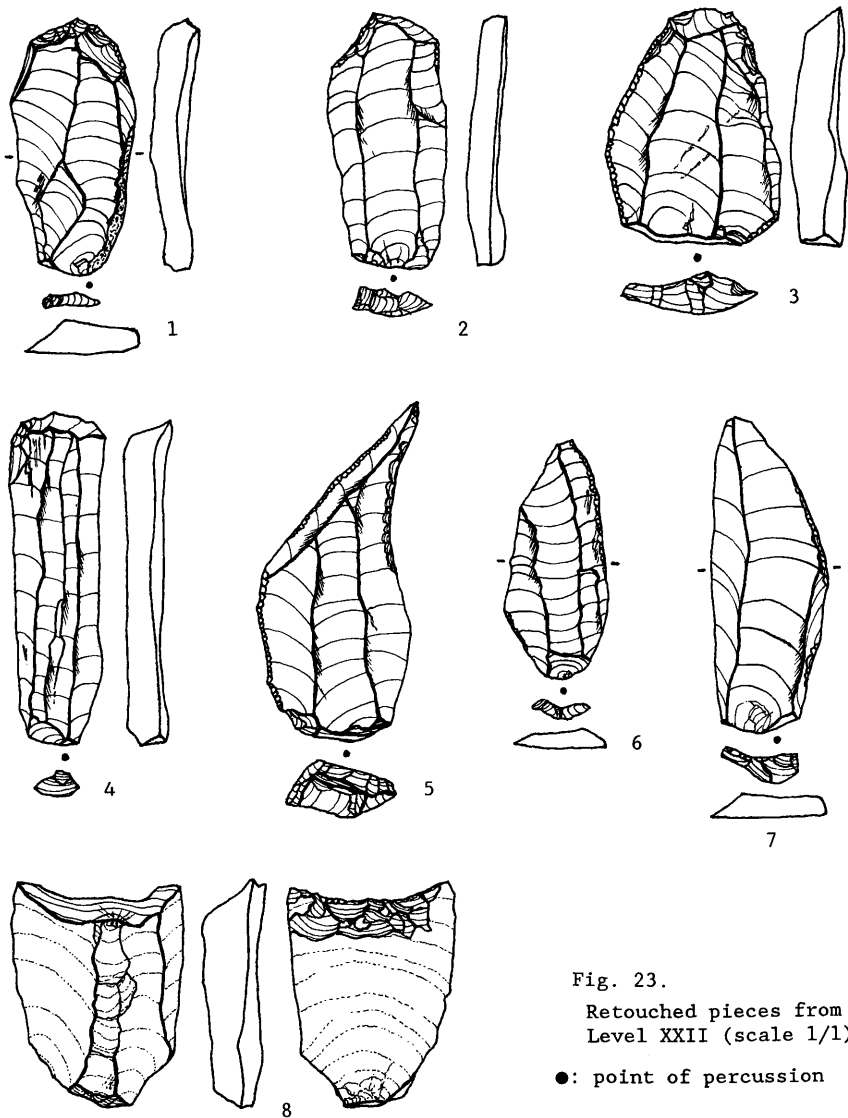 1
2
3
4
5
6
7
8
Fig. 23.
Retouched pieces from
Level XXII (scale 1/1)
●: point of percussion